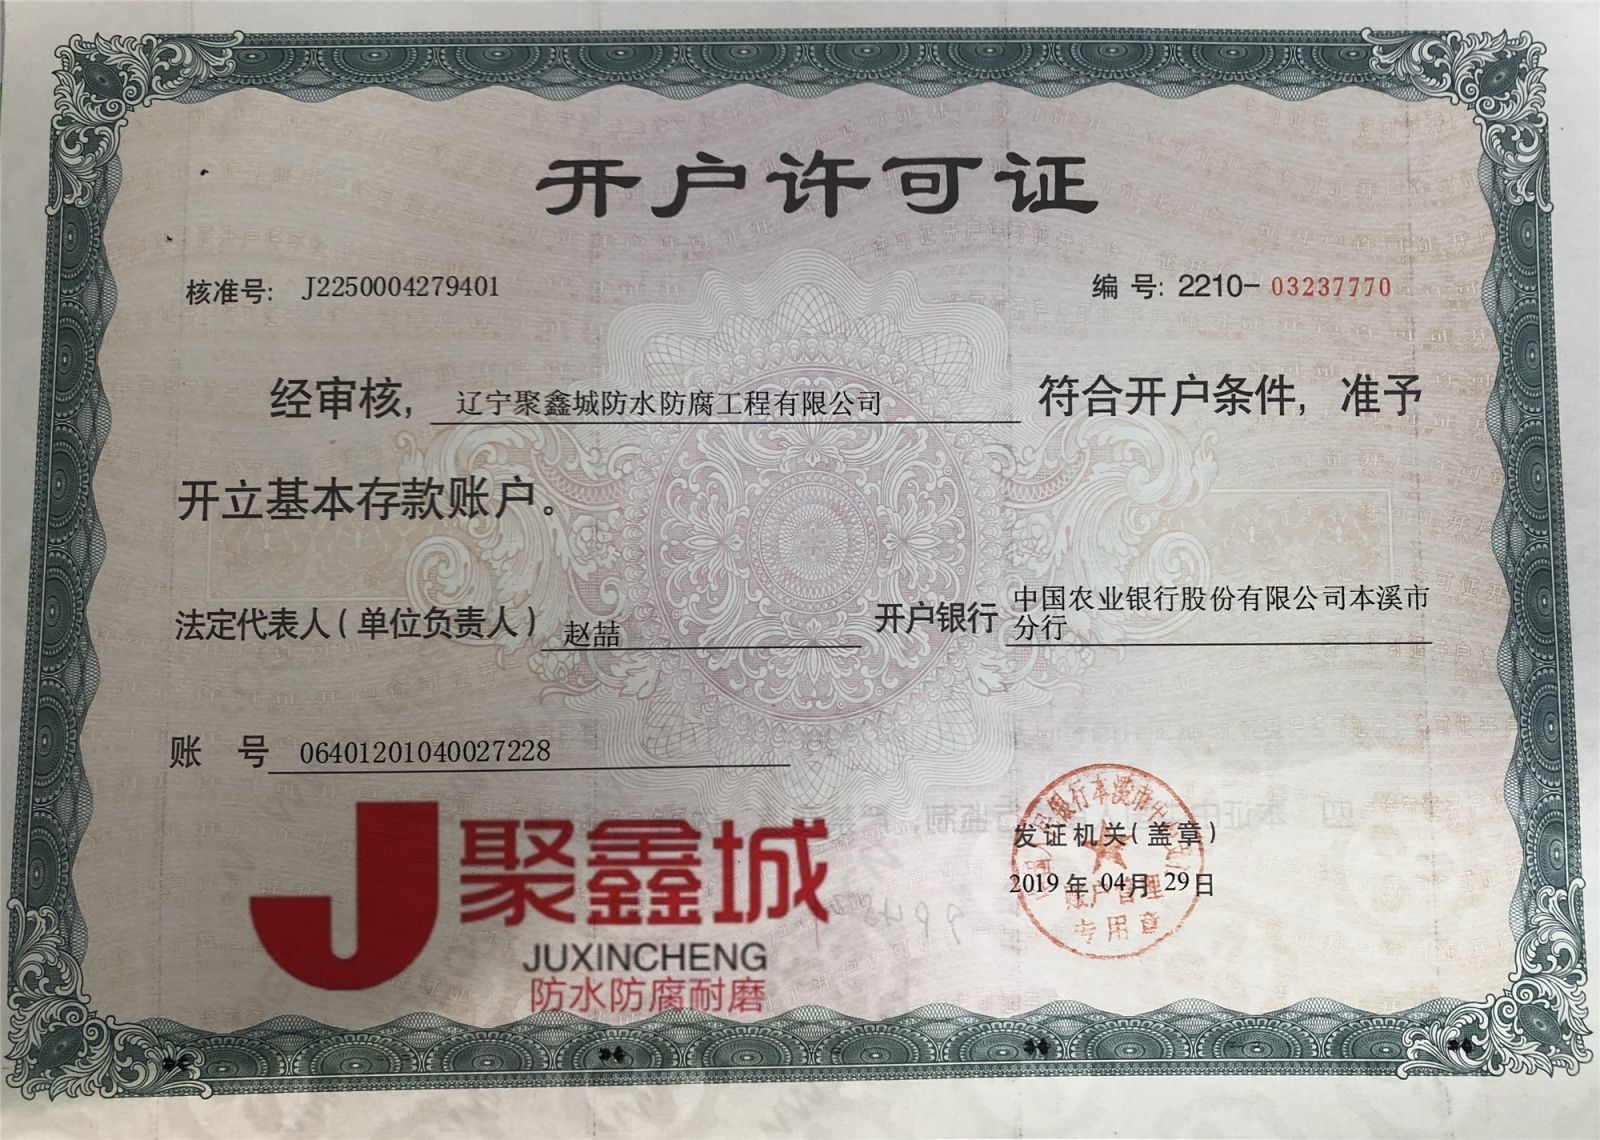 开户许可证
核准号: J2250004279401 编 号: 2210-03237770
经审核, 辽宁聚鑫城防水防腐工程有限公司 符合开户条件, 准予
开立基本存款账户。
法定代表人(单位负责人) 赵喆 开户银行 中国农业银行股份有限公司本溪市
分行
账 号 06401201040027228
发证机关(盖章)
2019 年 04月 29日
账户管理
专用章
聚鑫城
JUXINCHENG
防水防腐耐磨